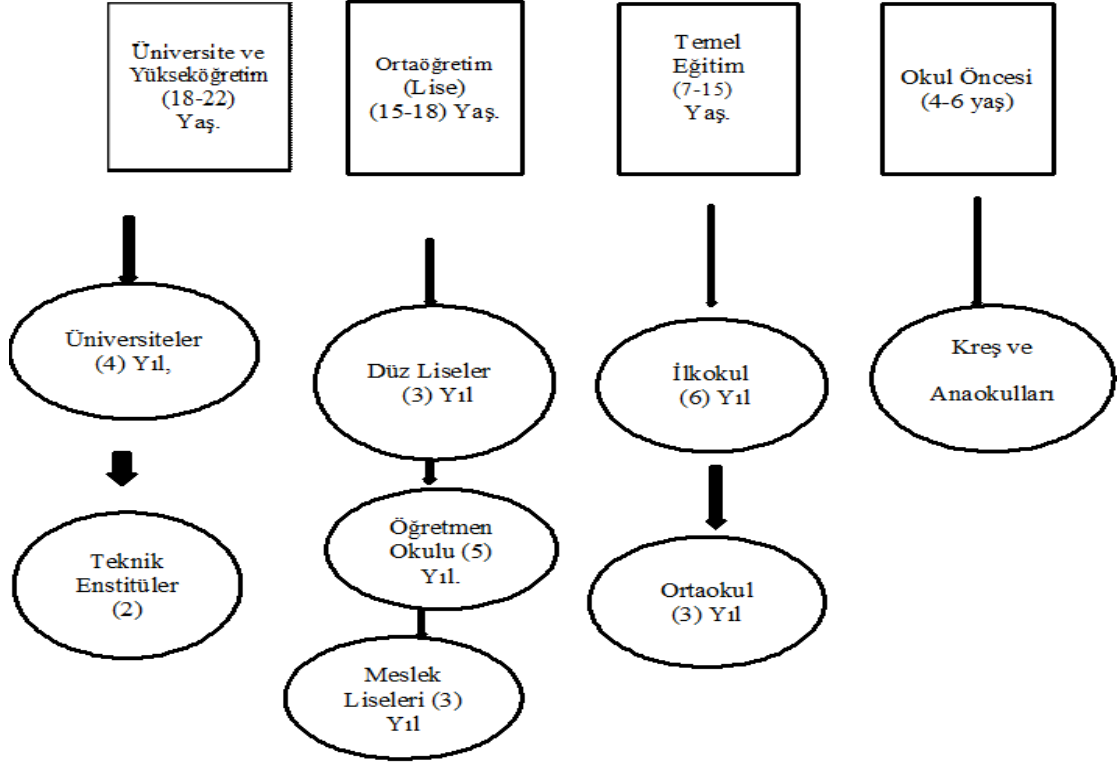 Üniversite ve
Yükseköğretim
(18-22)
Yaş.
Ortaöğretim
(Lise)
(15-18) Yaş.
Temel
Eğitim
(7-15)
Yaş.
Okul Öncesi
(4-6 yaş)
Üniversiteler
(4) Yıl,
Düz Liseler
(3) Yıl
İlkokul
(6) Yıl
Kreş ve
Anaokulları
Teknik
Enstitüler
(2)
Öğretmen
Okulu (5)
Yıl.
Ortaokul
(3) Yıl
Meslek
Liseleri (3)
Yıl